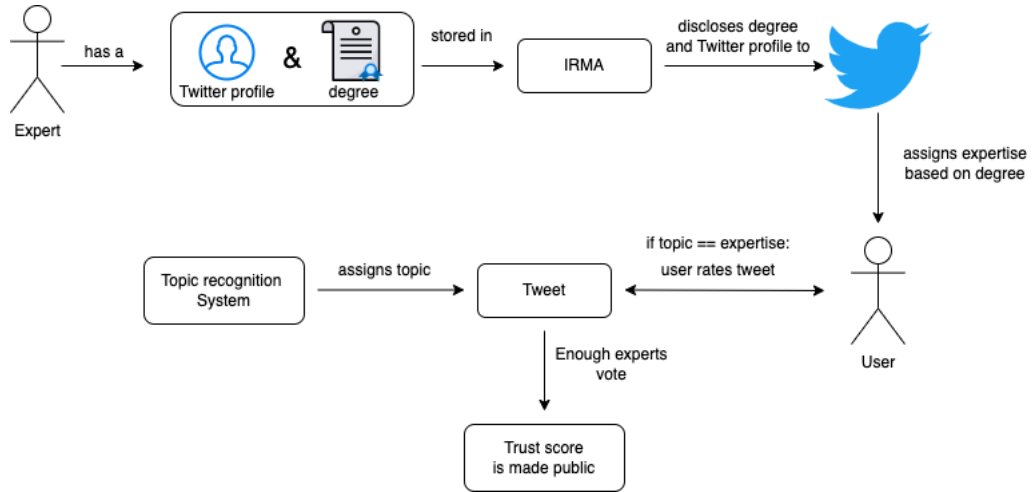 has a
Twitter profile
&
degree
stored in
IRMA
discloses degree
and Twitter profile to
Expert
assigns expertise
based on degree
Topic recognition
System
assigns topic
Tweet
if topic == expertise:
user rates tweet
User
Enough experts
vote
Trust score
is made public